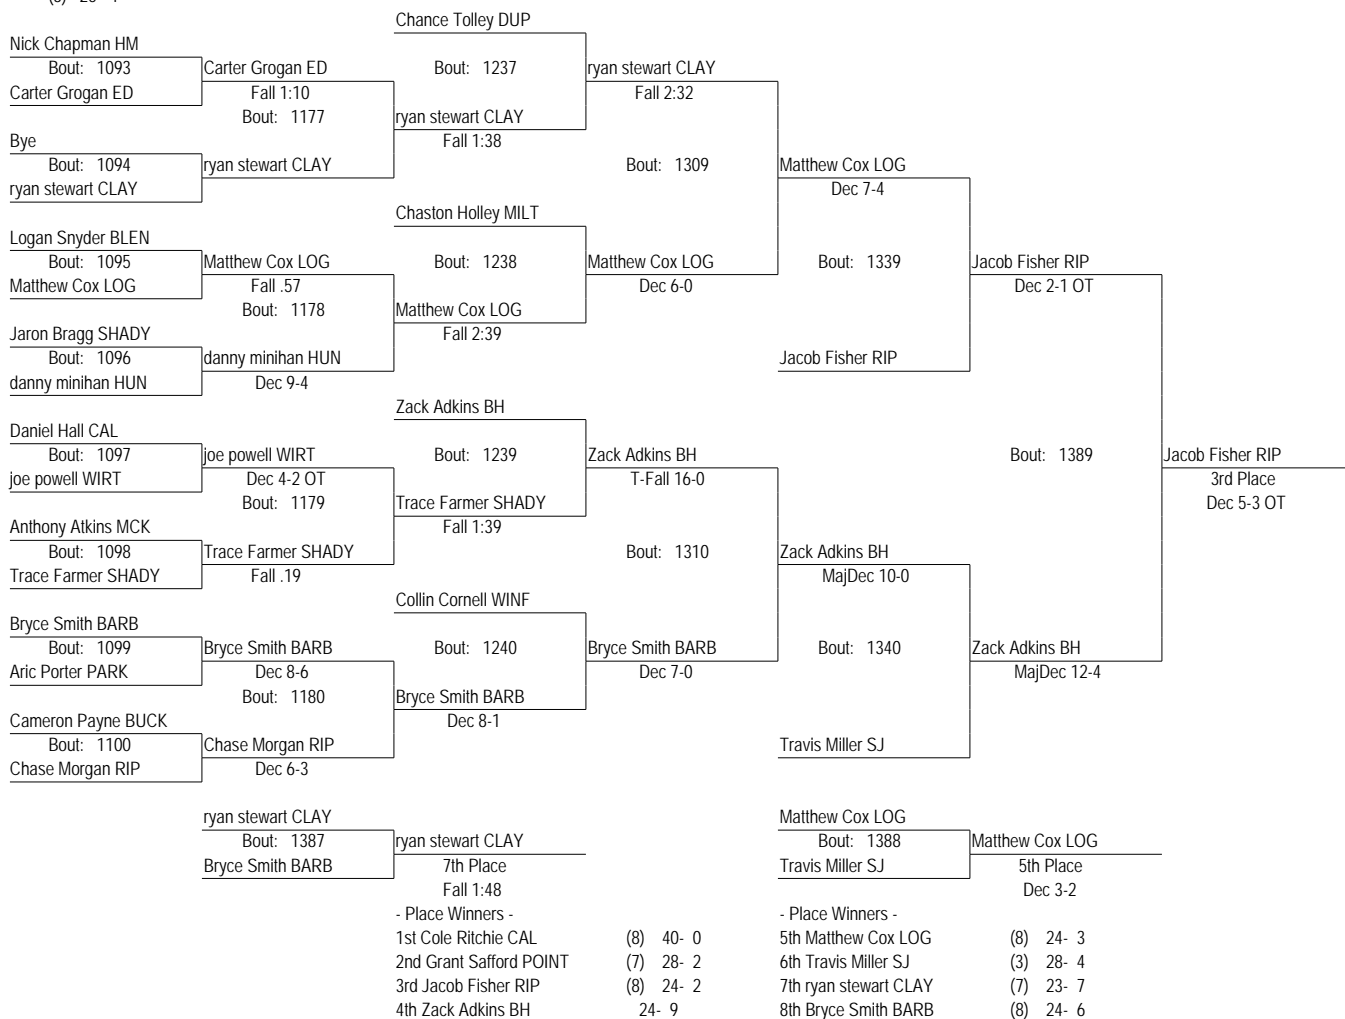 Chance Tolley DUP
Nick Chapman HM
Bout: 1093 Carter Grogan ED Bout: 1237 ryan stewart CLAY
Carter Grogan ED Fall 1:10 Fall 2:32
Bout: 1177 ryan stewart CLAY
Bye Fall 1:38
Bout: 1094 ryan stewart CLAY Bout: 1309 Matthew Cox LOG
ryan stewart CLAY Dec 7-4
Chaston Holley MILT
Logan Snyder BLEN
Bout: 1095 Matthew Cox LOG Bout: 1238 Matthew Cox LOG Bout: 1339 Jacob Fisher RIP
Matthew Cox LOG Fall .57 Dec 6-0 Dec 2-1 OT
Bout: 1178 Matthew Cox LOG
Jaron Bragg SHADY Fall 2:39
Bout: 1096 danny minihan HUN Jacob Fisher RIP
danny minihan HUN Dec 9-4
Zack Adkins BH
Daniel Hall CAL
Bout: 1097 joe powell WIRT Bout: 1239 Zack Adkins BH Bout: 1389 Jacob Fisher RIP
joe powell WIRT Dec 4-2 OT T-Fall 16-0 3rd Place
Bout: 1179 Trace Farmer SHADY Dec 5-3 OT
Anthony Atkins MCK Fall 1:39
Bout: 1098 Trace Farmer SHADY Bout: 1310 Zack Adkins BH
Trace Farmer SHADY Fall .19 MajDec 10-0
Collin Cornell WINF
Bryce Smith BARB
Bout: 1099 Bryce Smith BARB Bout: 1240 Bryce Smith BARB Bout: 1340 Zack Adkins BH
Aric Porter PARK Dec 8-6 Dec 7-0 MajDec 12-4
Bout: 1180 Bryce Smith BARB
Cameron Payne BUCK Dec 8-1
Bout: 1100 Chase Morgan RIP Travis Miller SJ
Chase Morgan RIP Dec 6-3
ryan stewart CLAY Matthew Cox LOG
Bout: 1387 ryan stewart CLAY Bout: 1388 Matthew Cox LOG
Bryce Smith BARB 7th Place Travis Miller SJ 5th Place
Fall 1:48 Dec 3-2
- Place Winners - - Place Winners -
1st Cole Ritchie CAL (8) 40- 0 5th Matthew Cox LOG (8) 24- 3
2nd Grant Safford POINT (7) 28- 2 6th Travis Miller SJ (3) 28- 4
3rd Jacob Fisher RIP (8) 24- 2 7th ryan stewart CLAY (7) 23- 7
4th Zack Adkins BH 24- 9 8th Bryce Smith BARB (8) 24- 6